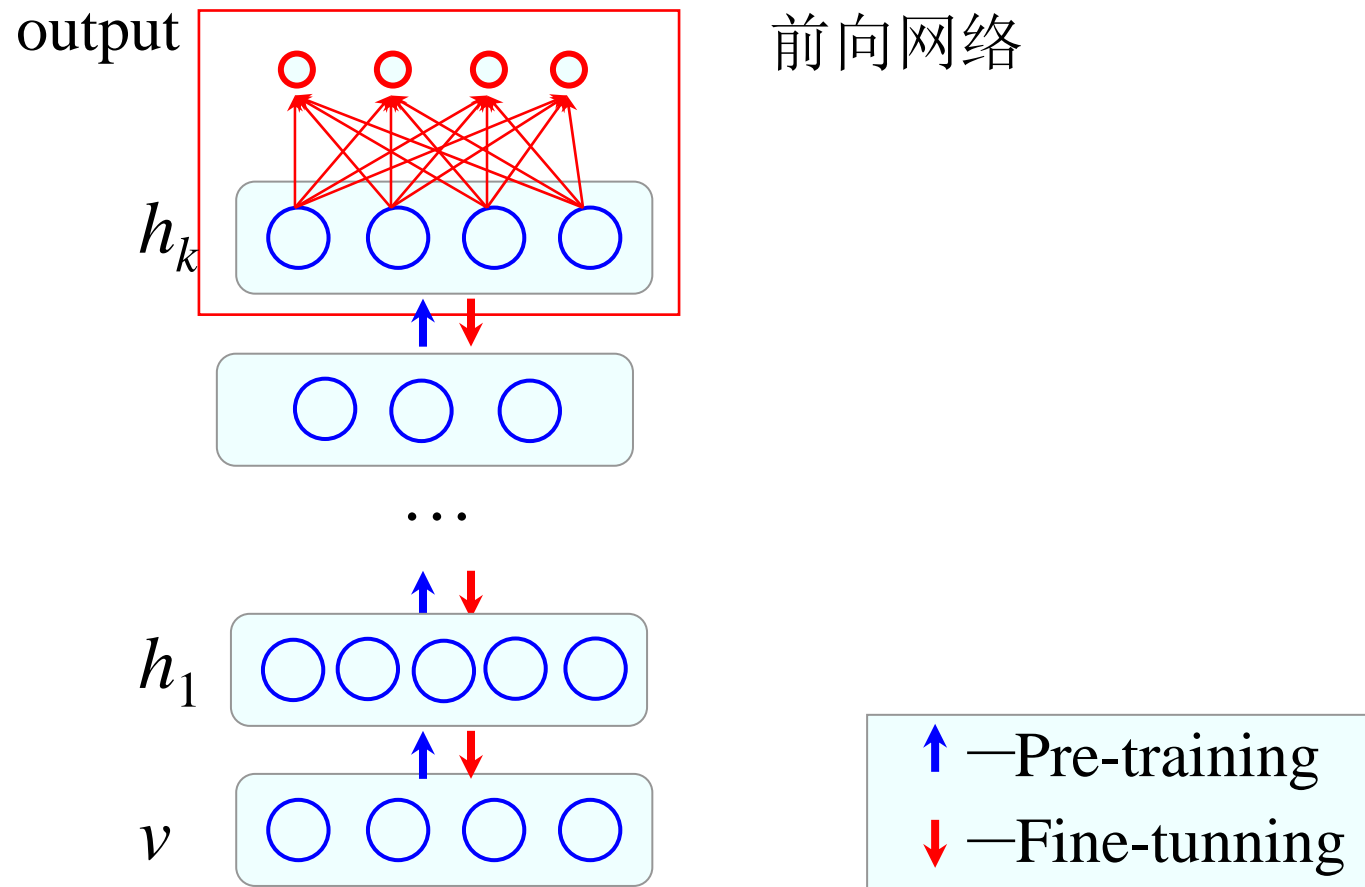 output
前向网络
h_k
…
h_1
v
—Pre-training
—Fine-tunning